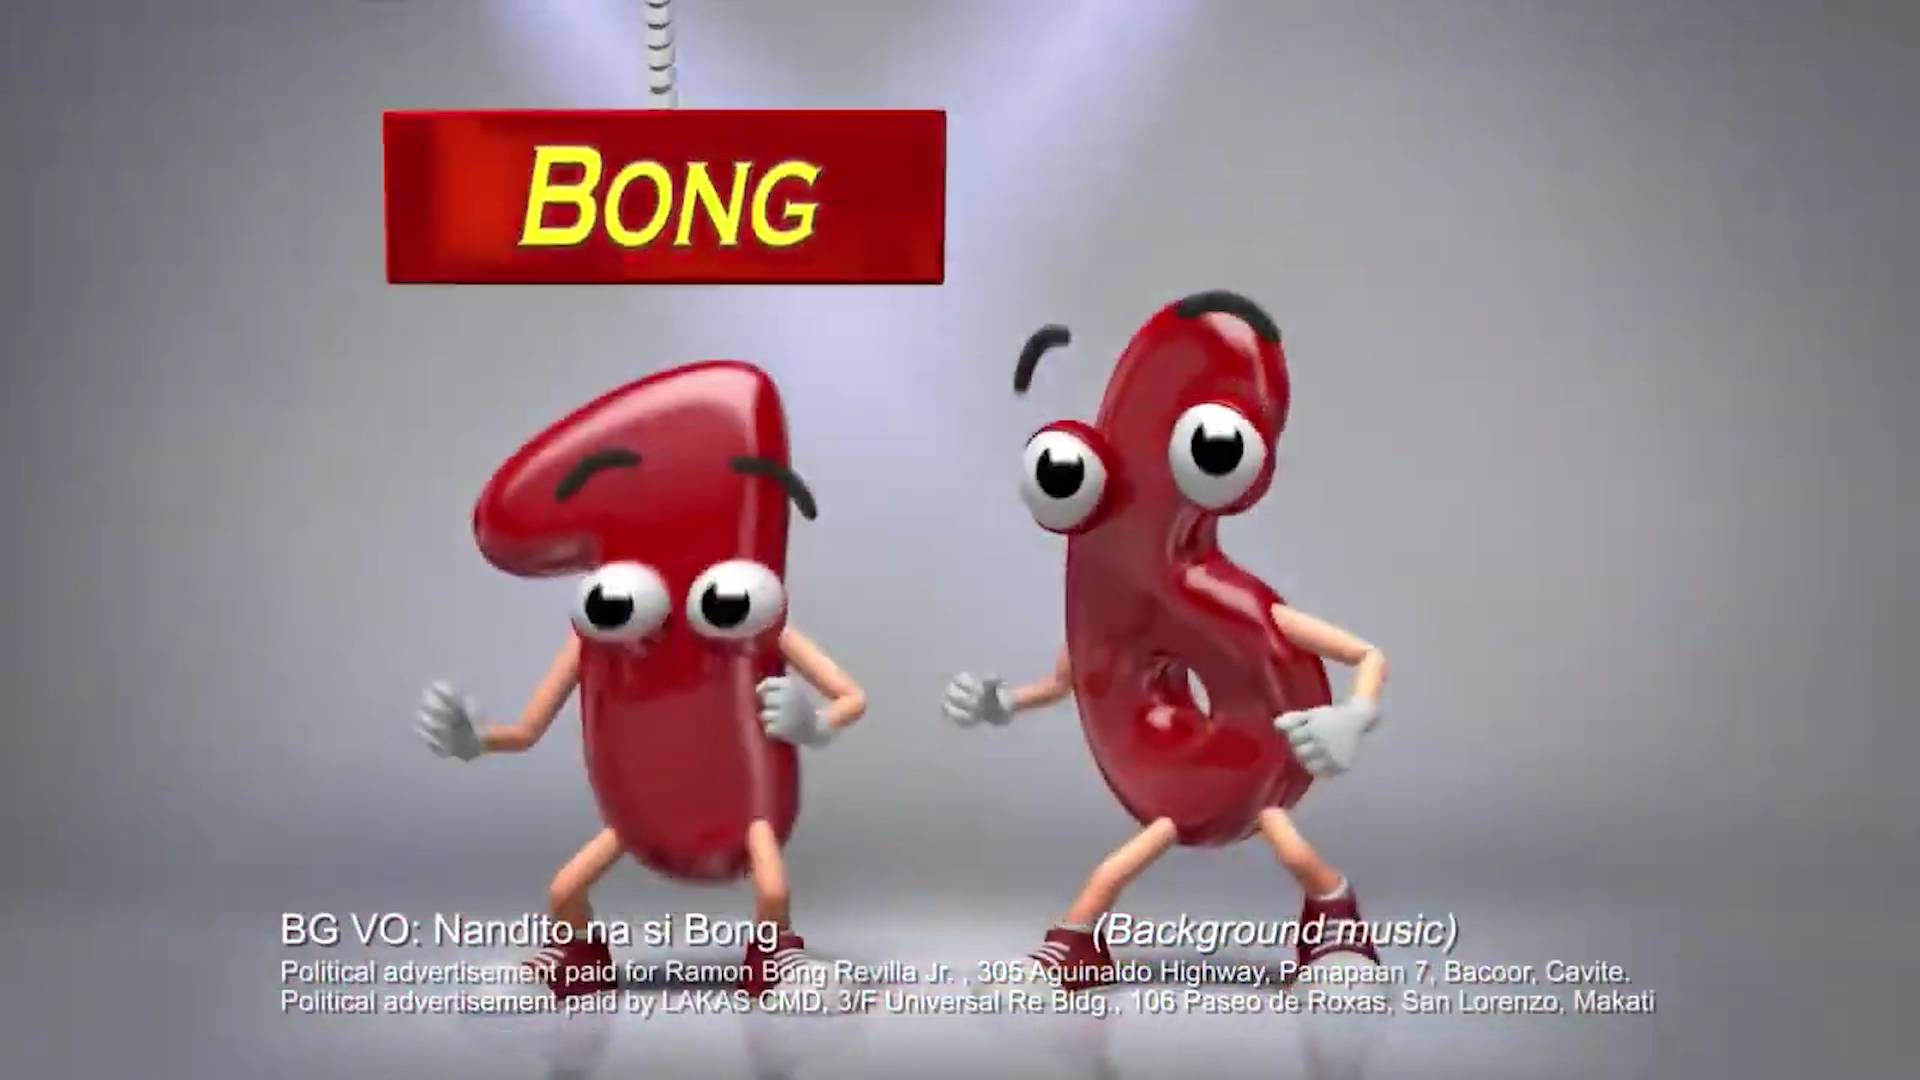 BONG
BG VO: Nandito na si Bong (Background music)
Political advertisement paid for Ramon Bong Revilla Jr. , 305 Aguinaldo Highway, Panapaan 7, Bacoor, Cavite.
Political advertisement paid by LAKAS CMD, 3/F Universal Re Bldg., 106 Paseo de Roxas, San Lorenzo, Makati